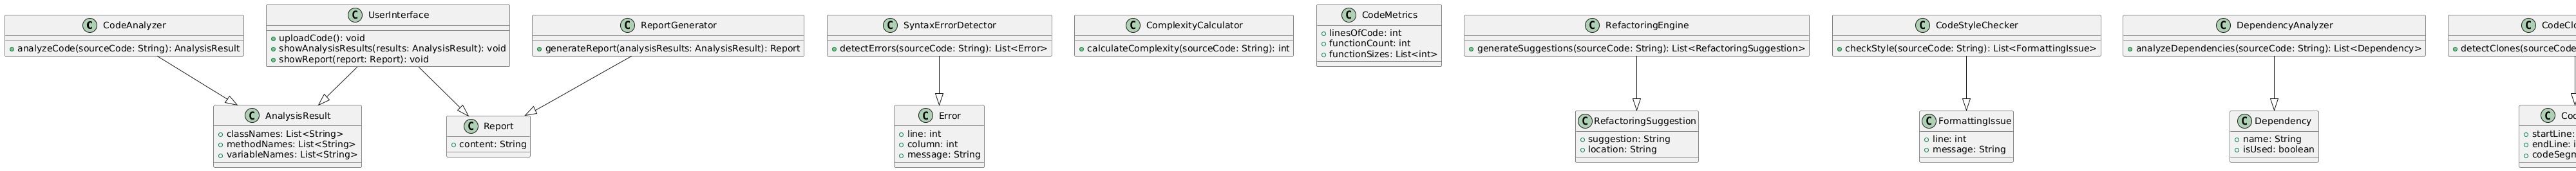 CodeAnalyzer
analyzeCode(sourceCode: String): AnalysisResult
UserInterface
uploadCode(): void
showAnalysisResults(results: AnalysisResult): void
showReport(report: Report): void
ReportGenerator
generateReport(analysisResults: AnalysisResult): Report
SyntaxErrorDetector
detectErrors(sourceCode: String): List<Error>
ComplexityCalculator
calculateComplexity(sourceCode: String): int
CodeMetrics
linesOfCode: int
functionCount: int
functionSizes: List<int>
RefactoringEngine
generateSuggestions(sourceCode: String): List<RefactoringSuggestion>
CodeStyleChecker
checkStyle(sourceCode: String): List<FormattingIssue>
DependencyAnalyzer
analyzeDependencies(sourceCode: String): List<Dependency>
CodeClo
detectClones(sourceCode
AnalysisResult
classNames: List<String>
methodNames: List<String>
variableNames: List<String>
Report
content: String
Error
line: int
column: int
message: String
RefactoringSuggestion
suggestion: String
location: String
FormattingIssue
line: int
message: String
Dependency
name: String
isUsed: boolean
Cod
startLine:
endLine: i
codeSegm